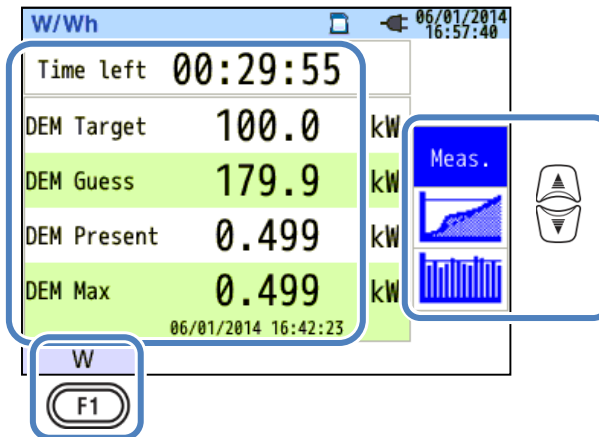 W/Wh
06/01/2014
16:57:40
Time left 00:29:55
DEM Target 100.0 kW
DEM Guess 179.9 kW
DEM Present 0.499 kW
DEM Max 0.499 kW
06/01/2014 16:42:23
Meas.
W
F1